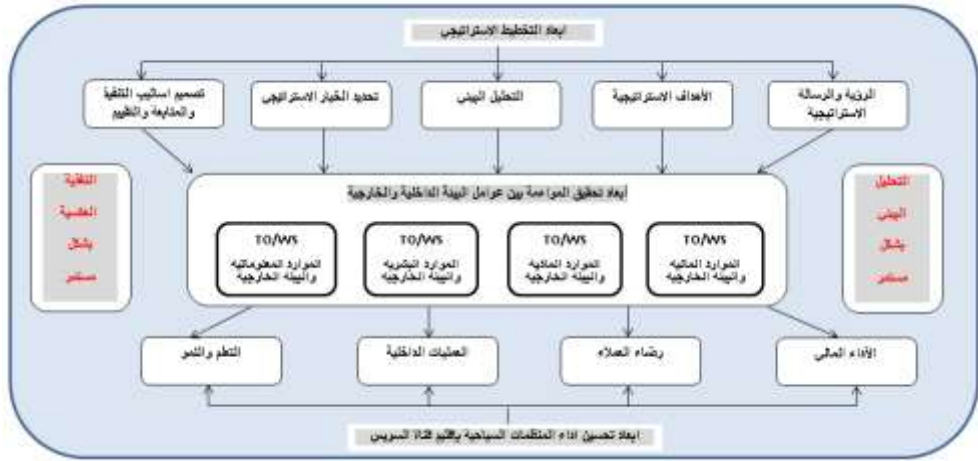 ابعاد التخطيط الاستراتيجي
الرؤية والرسالة
الاستراتيجية
الأهداف الاستراتيجية
التحليل البيئي
تحديد الخيار الاستراتيجي
تصميم اساليب التنفيذ
والمتابعة والتقييم
التحليل
البيئي
بشكل
مستمر
أبعاد تحقيق المواءمة بين عوامل البيئة الداخلية والخارجية
TO/WS
الموارد المالية
والبيئة الخارجية
TO/WS
الموارد المادية
والبيئة الخارجية
TO/WS
الموارد البشرية
والبيئة الخارجية
TO/WS
الموارد المعلوماتية
والبيئة الخارجية
التغذية
العكسية
بشكل
مستمر
الأداء المالي
رضاء العملاء
العمليات الداخلية
التعلم والنمو
ابعاد تحسين اداء المنظمات السياحية بإقليم قناة السويس